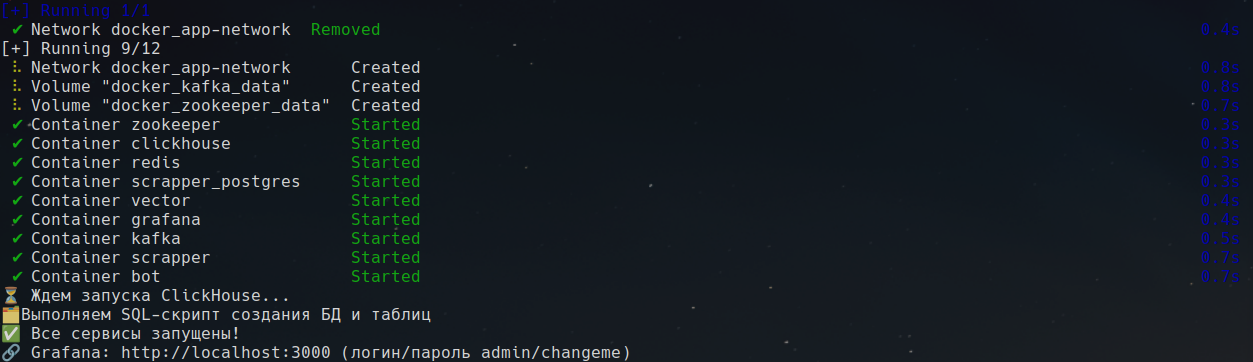 [+] Running 1/1
✔ Network docker_app-network Removed 0.4s
[+] Running 9/12
⠧ Network docker_app-network Created 0.8s
⠧ Volume "docker_kafka_data" Created 0.8s
⠧ Volume "docker_zookeeper_data" Created 0.7s
✔ Container zookeeper Started 0.3s
✔ Container clickhouse Started 0.3s
✔ Container redis Started 0.3s
✔ Container scrapper_postgres Started 0.3s
✔ Container vector Started 0.4s
✔ Container grafana Started 0.4s
✔ Container kafka Started 0.5s
✔ Container scrapper Started 0.7s
✔ Container bot Started 0.7s
⏳ Ждем запуска ClickHouse...
🗂️Выполняем SQL-скрипт создания БД и таблиц
✅ Все сервисы запущены!
🔗 Grafana: http://localhost:3000 (логин/пароль admin/changeme)